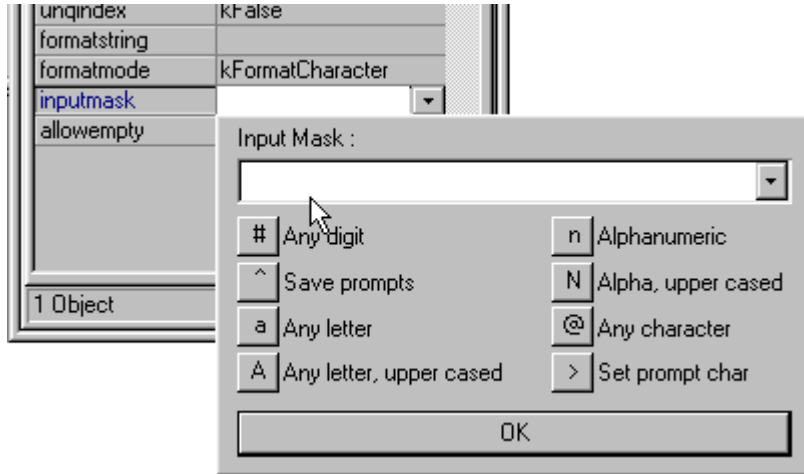 unqindex kFalse
formatstring
formatmode kFormatCharacter
inputmask
allowempty
Input Mask :
# Any digit n Alphanumeric
^ Save prompts N Alpha, upper cased
a Any letter @ Any character
A Any letter, upper cased > Set prompt char
OK
1 Object